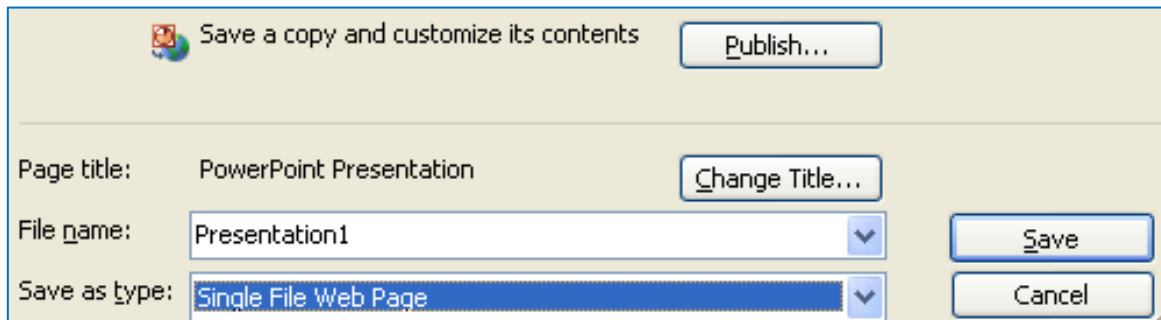 Save a copy and customize its contents Publish...
Page title: PowerPoint Presentation Change Title...
File name: Presentation1 Save
Save as type: Single File Web Page Cancel